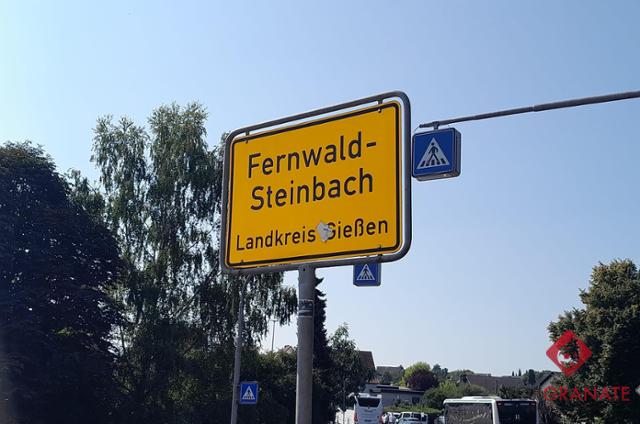 Fernwald-
Steinbach
Landkreis Gießen
GRANATE